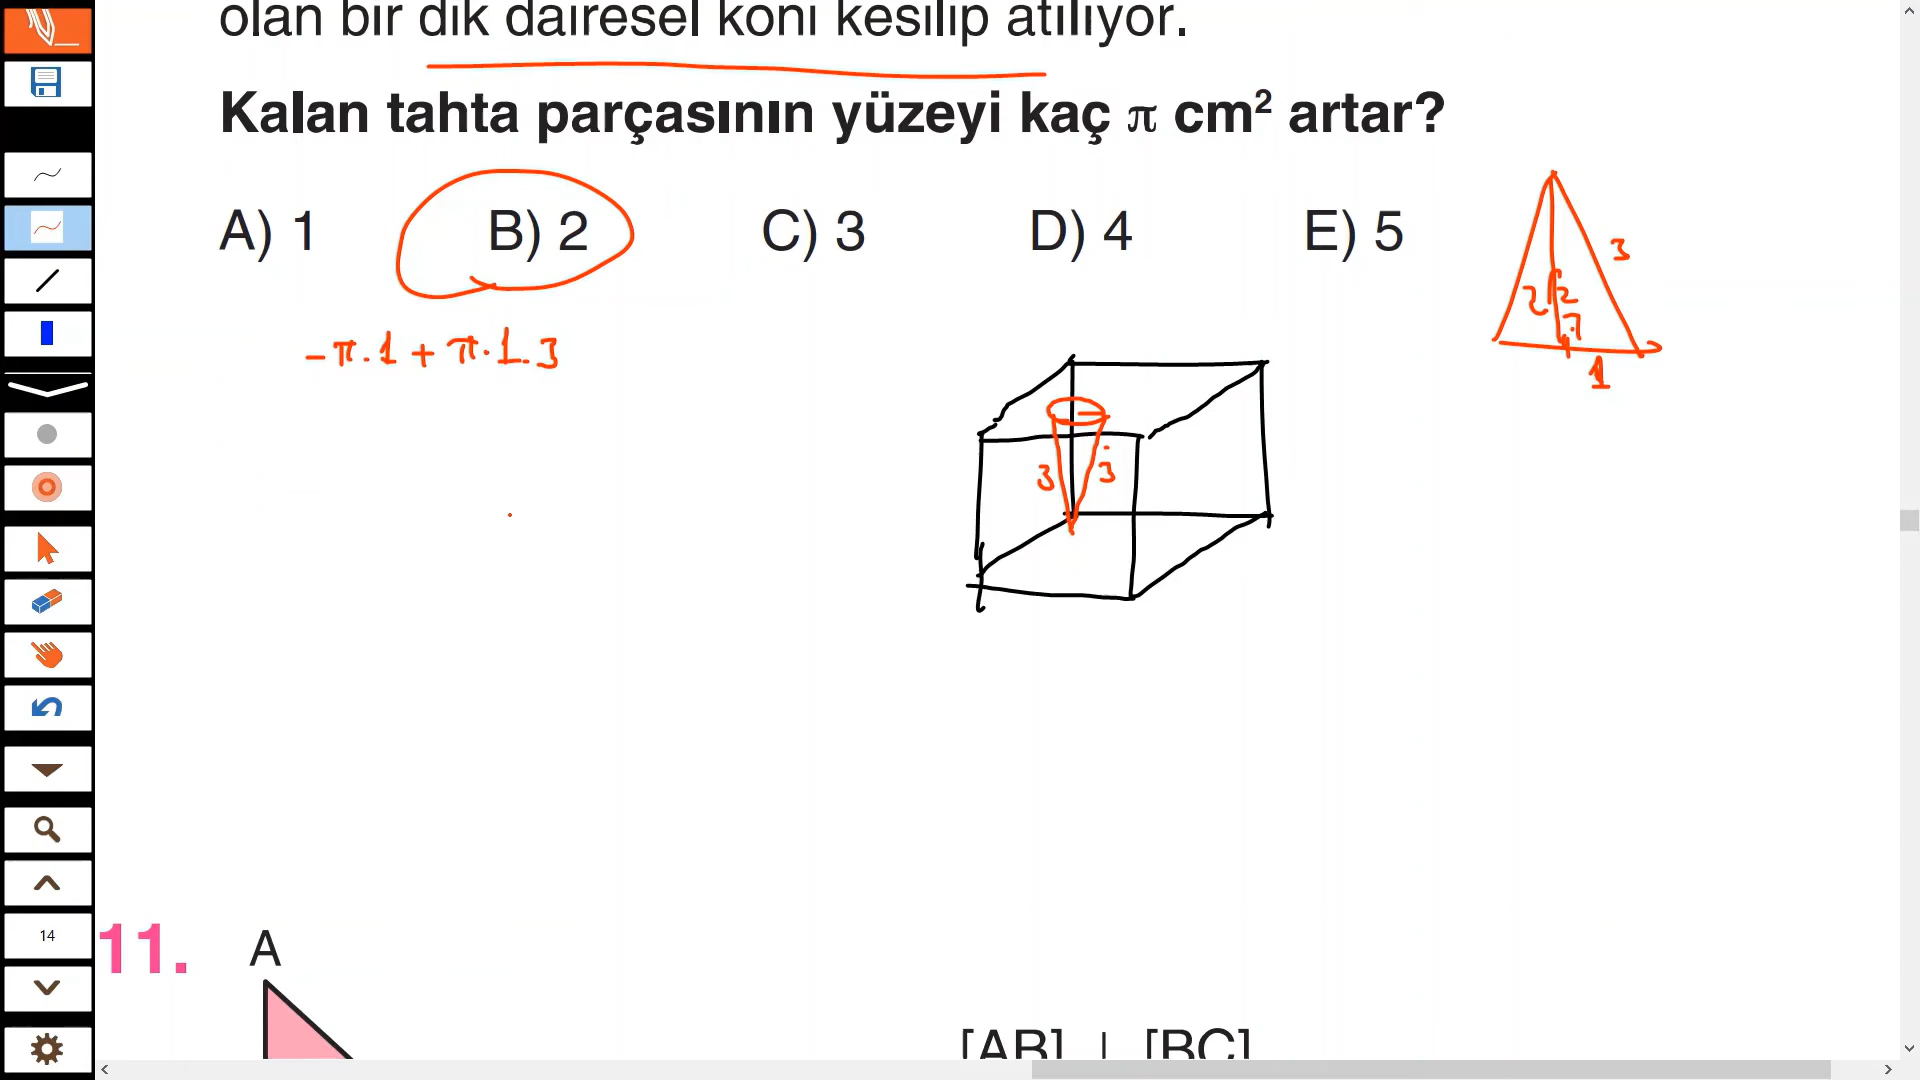 olan bir dik dairesel koni kesilip atılıyor.
Kalan tahta parçasının yüzeyi kaç π cm² artar?
A) 1 B) 2 C) 3 D) 4 E) 5
3
2√2
1
-π.1 + π.1.3
3 3
14
11. A
[AB] ⊥ [BC]